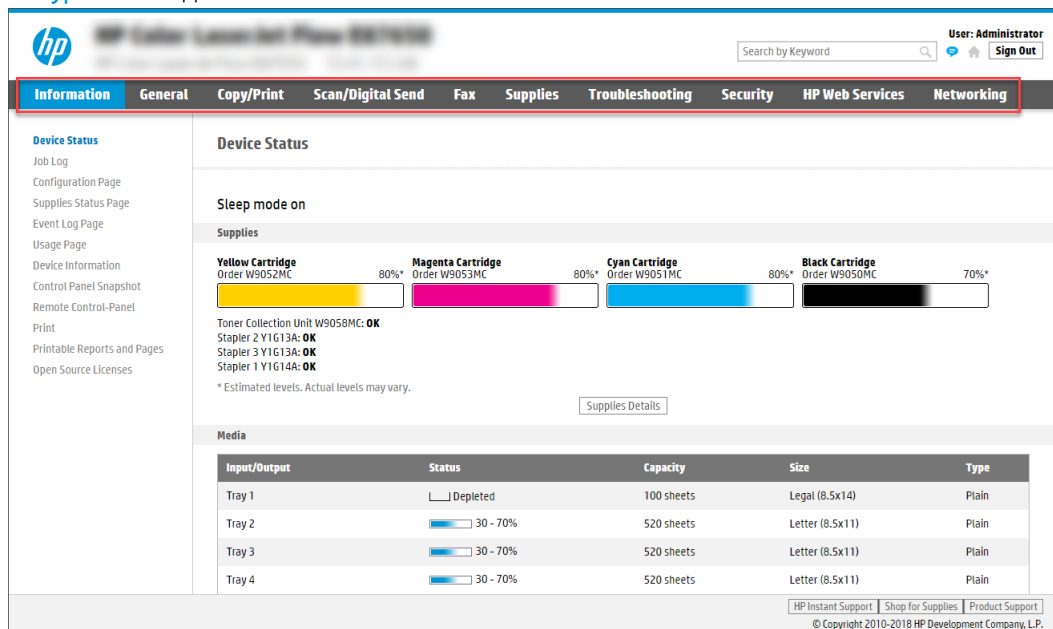 hp
User: Administrator
Search by Keyword
Sign Out
Information General Copy/Print Scan/Digital Send Fax Supplies Troubleshooting Security HP Web Services Networking
Device Status
Job Log
Configuration Page
Supplies Status Page
Event Log Page
Usage Page
Device Information
Control Panel Snapshot
Remote Control-Panel
Print
Printable Reports and Pages
Open Source Licenses
Device Status
Sleep mode on
Supplies
Yellow Cartridge Magenta Cartridge Cyan Cartridge Black Cartridge
Order W9052MC 80%* Order W9053MC 80%* Order W9051MC 80%* Order W9050MC 70%*
Toner Collection Unit W9058MC: OK
Stapler 2 Y1G13A: OK
Stapler 3 Y1G13A: OK
Stapler 1 Y1G14A: OK
* Estimated levels. Actual levels may vary.
Supplies Details
Media
Input/Output Status Capacity Size Type
Tray 1 Depleted 100 sheets Legal (8.5x14) Plain
Tray 2 30 - 70% 520 sheets Letter (8.5x11) Plain
Tray 3 30 - 70% 520 sheets Letter (8.5x11) Plain
Tray 4 30 - 70% 520 sheets Letter (8.5x11) Plain
HP Instant Support Shop for Supplies Product Support
© Copyright 2010-2018 HP Development Company, L.P.